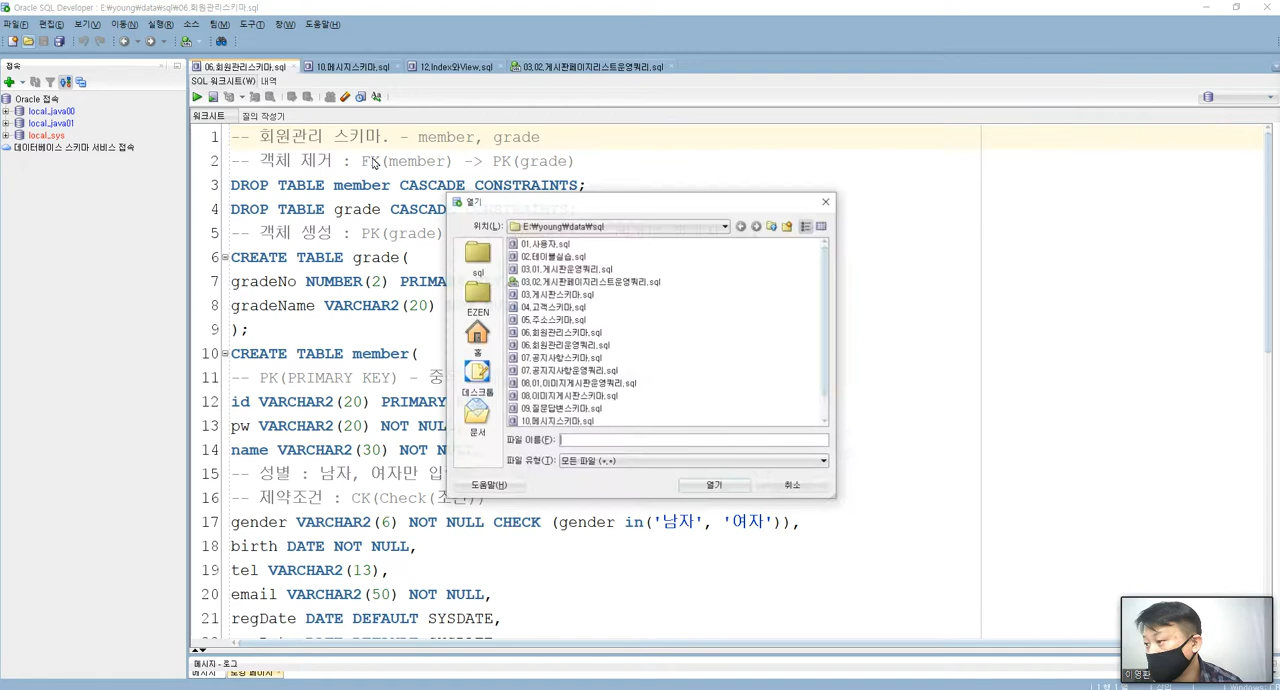 Oracle SQL Developer : E:\young\data\sql\06.회원관리스키마.sql
파일(F) 편집(E) 보기(V) 이동(N) 실행(R) 소스 팀(M) 도구(T) 창(W) 도움말(H)
접속
06.회원관리스키마.sql 10.메시지스키마.sql 12.Index와View.sql 03.02.게시판페이지리스트운영쿼리.sql
SQL 워크시트(W) 내역
Oracle 접속
local_java00
local_java01
local_sys
데이터베이스 스키마 서비스 접속
워크시트 질의 작성기
1 -- 회원관리 스키마. - member, grade
2 -- 객체 제거 : FK(member) -> PK(grade)
3 DROP TABLE member CASCADE CONSTRAINTS;
4 DROP TABLE grade CASCADE CONSTRAINTS;
5 -- 객체 생성 : PK(grade)
6 CREATE TABLE grade(
7 gradeNo NUMBER(2) PRIM
8 gradeName VARCHAR2(20)
9 );
10 CREATE TABLE member(
11 -- PK(PRIMARY KEY) - 중
12 id VARCHAR2(20) PRIMARY
13 pw VARCHAR2(20) NOT NUL
14 name VARCHAR2(30) NOT N
15 -- 성별 : 남자, 여자만 입
16 -- 제약조건 : CK(Check(조건))
17 gender VARCHAR2(6) NOT NULL CHECK (gender in('남자', '여자')),
18 birth DATE NOT NULL,
19 tel VARCHAR2(13),
20 email VARCHAR2(50) NOT NULL,
21 regDate DATE DEFAULT SYSDATE,
열기
위치(L): E:\young\data\sql
sql
EZEN
홈
데스크톱
문서
01.사용자.sql
02.테이블실습.sql
03.01.게시판운영쿼리.sql
03.02.게시판페이지리스트운영쿼리.sql
03.게시판스키마.sql
04.고객스키마.sql
05.주소스키마.sql
06.회원관리스키마.sql
06.회원관리운영쿼리.sql
07.공지사항스키마.sql
07.공지지사항운영쿼리.sql
08.01.이미지게시판운영쿼리.sql
08.이미지게시판스키마.sql
09.질문답변스키마.sql
10.메시지스키마.sql
파일 이름(F):
파일 유형(T): 모든 파일 (*.*)
도움말(H) 열기 취소
메시지 - 로그
메시지 로깅 페이지
이영환